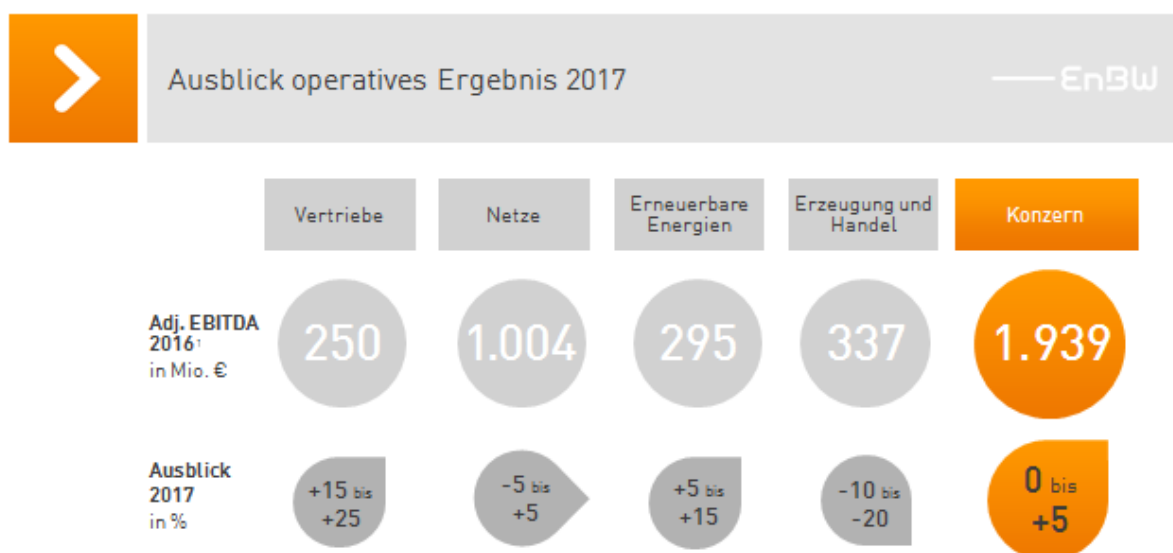 Ausblick operatives Ergebnis 2017
EnBW
Vertriebe
Netze
Erneuerbare
Energien
Erzeugung und
Handel
Konzern
Adj. EBITDA
2016¹
in Mio. €
250
1.004
295
337
1.939
Ausblick
2017
in %
+15 bis
+25
-5 bis
+5
+5 bis
+15
-10 bis
-20
0 bis
+5